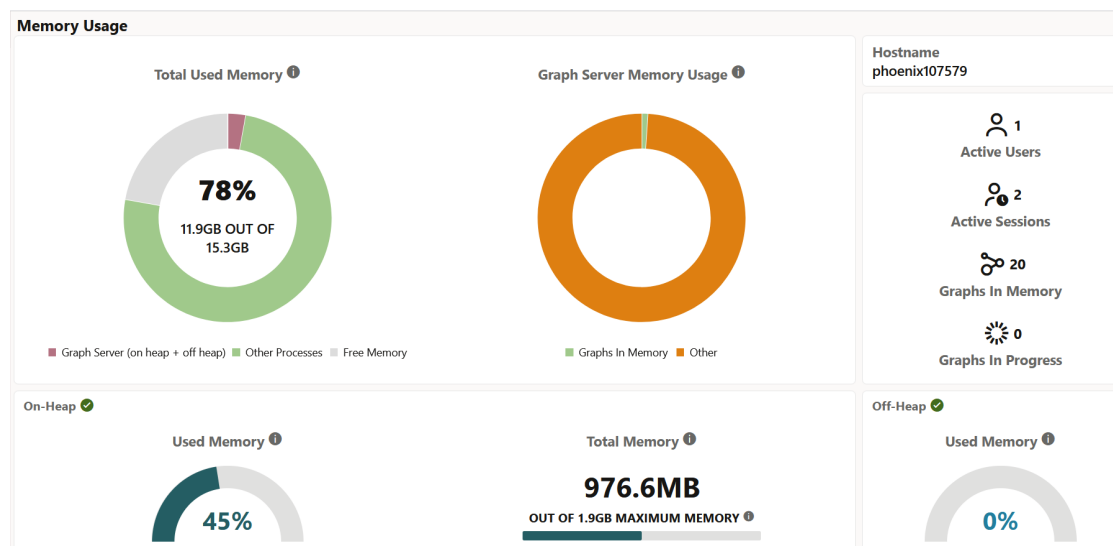 Memory Usage
Total Used Memory
78%
11.9GB OUT OF
15.3GB
Graph Server (on heap + off heap) Other Processes Free Memory
Graph Server Memory Usage
Graphs In Memory Other
Hostname
phoenix107579
1
Active Users
2
Active Sessions
20
Graphs In Memory
0
Graphs In Progress
On-Heap
Used Memory
45%
Total Memory
976.6MB
OUT OF 1.9GB MAXIMUM MEMORY
Off-Heap
Used Memory
0%